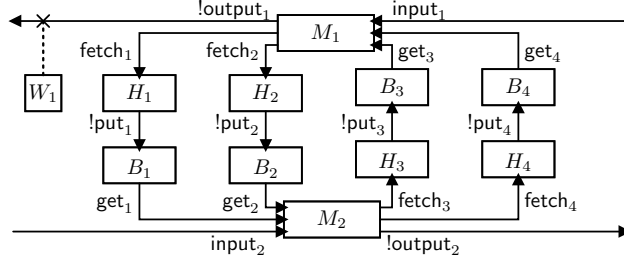 !output₁ input₁
M₁
fetch₁ fetch₂ get₃ get₄
W₁ H₁ H₂ B₃ B₄
!put₁ !put₂ !put₃ !put₄
B₁ B₂ H₃ H₄
get₁ get₂ fetch₃ fetch₄
M₂
input₂ !output₂